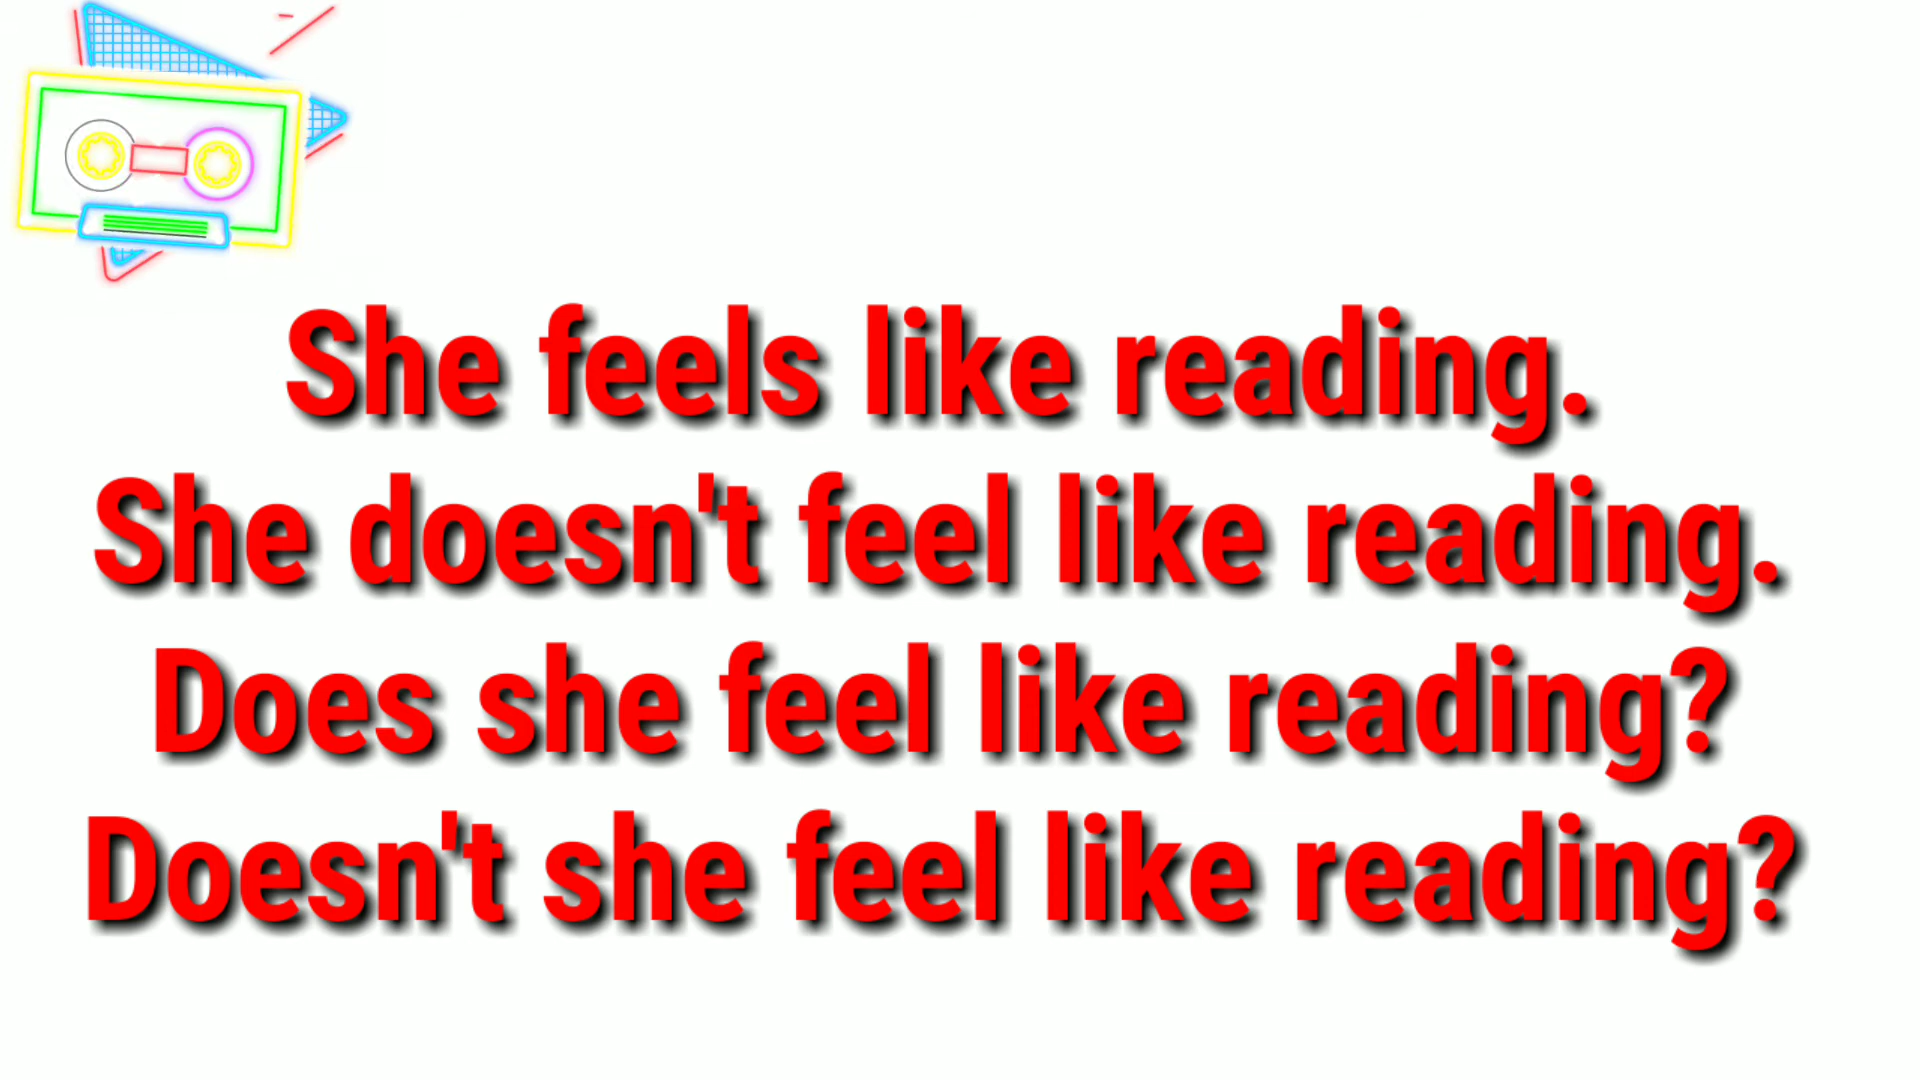 She feels like reading.
She doesn't feel like reading.
Does she feel like reading?
Doesn't she feel like reading?